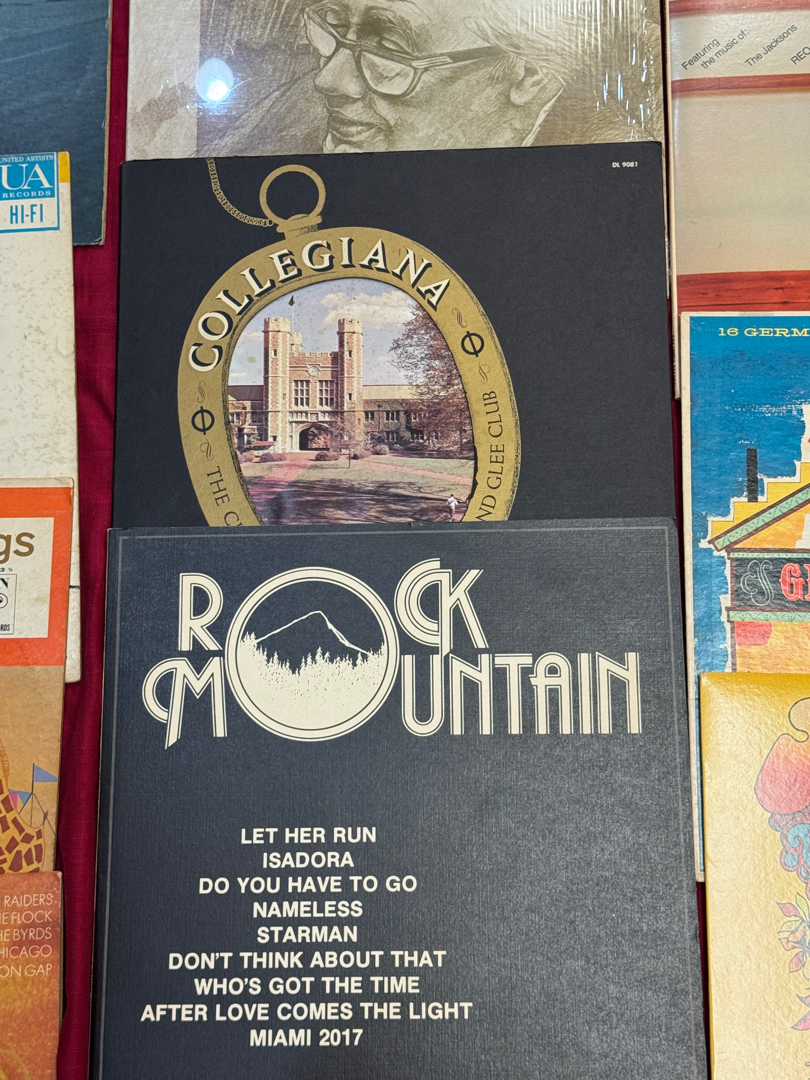 Featuring
the music of:
The Jacksons
UNITED ARTISTS
UA
RECORDS
HI-FI
DL 9081
COLLEGIANA
THE
GLEE CLUB
16 GERM
gs
ROCK
MOUNTAIN
LET HER RUN
ISADORA
DO YOU HAVE TO GO
NAMELESS
STARMAN
DON'T THINK ABOUT THAT
WHO'S GOT THE TIME
AFTER LOVE COMES THE LIGHT
MIAMI 2017
RAIDERS
FLOCK
BYRDS
HICAGO
ON GAP